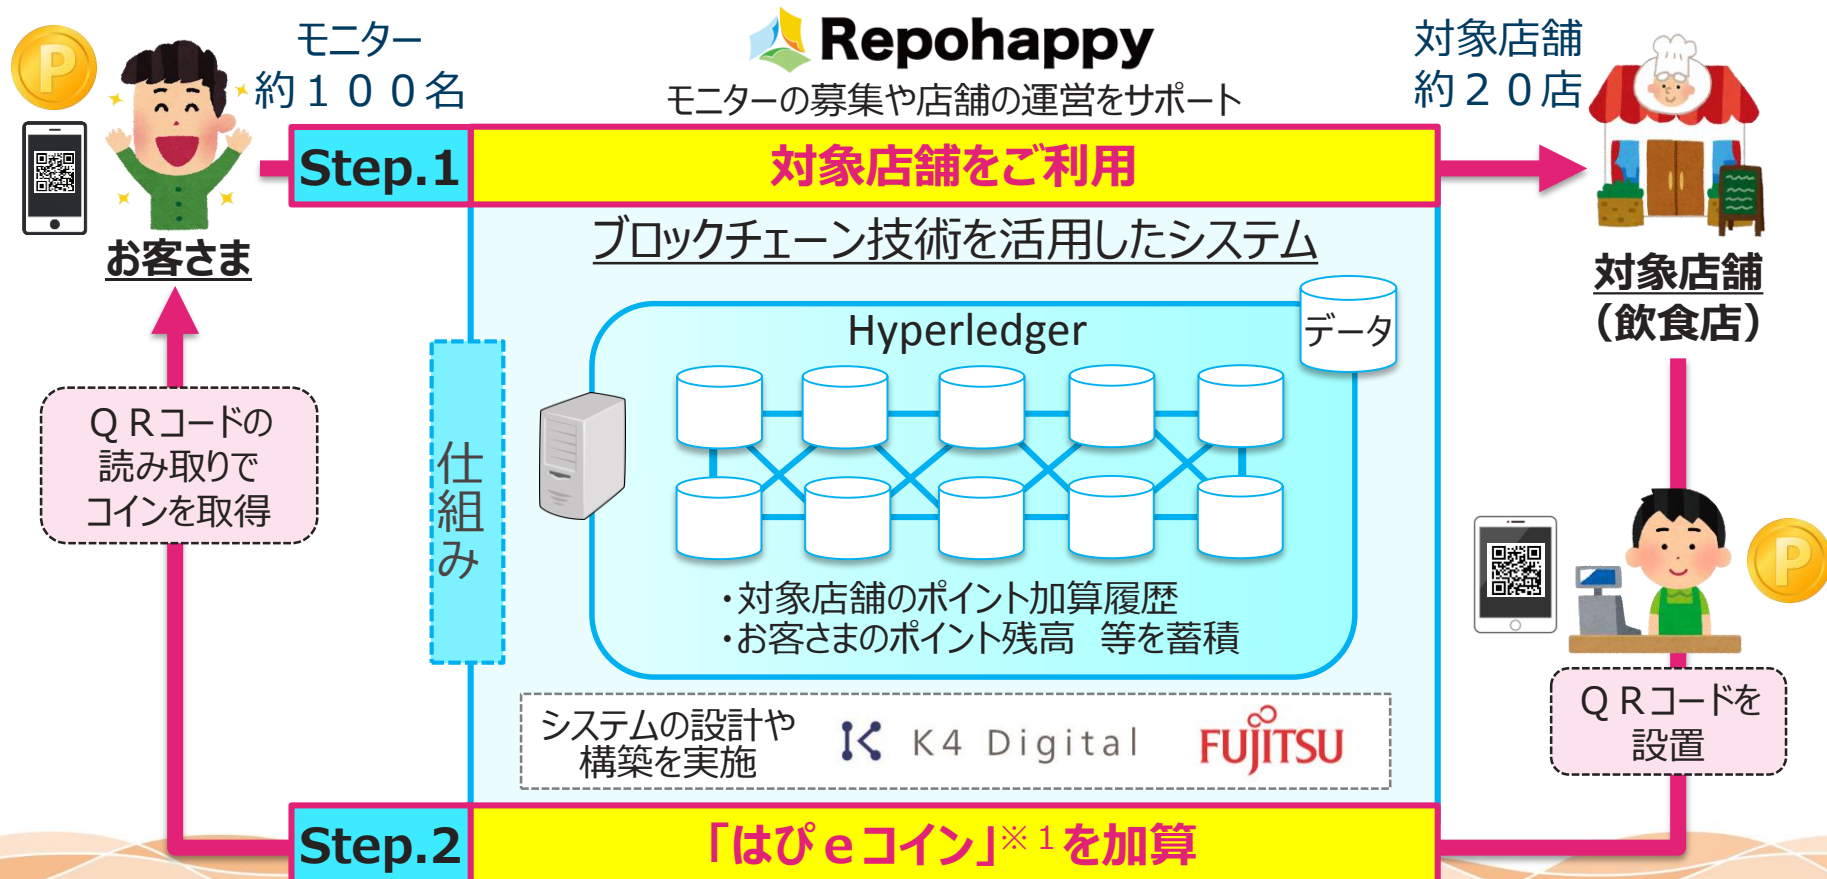 モニター
約１００名
Repohappy
モニターの募集や店舗の運営をサポート
対象店舗
約２０店
P
Step.1
対象店舗をご利用
お客さま
対象店舗
（飲食店）
ブロックチェーン技術を活用したシステム
Hyperledger
データ
仕組み
ＱＲコードの
読み取りで
コインを取得
・対象店舗のポイント加算履歴
・お客さまのポイント残高　等を蓄積
P
ＱＲコードを
設置
システムの設計や
構築を実施
K4 Digital
FUJITSU
Step.2
「はぴｅコイン」※１を加算